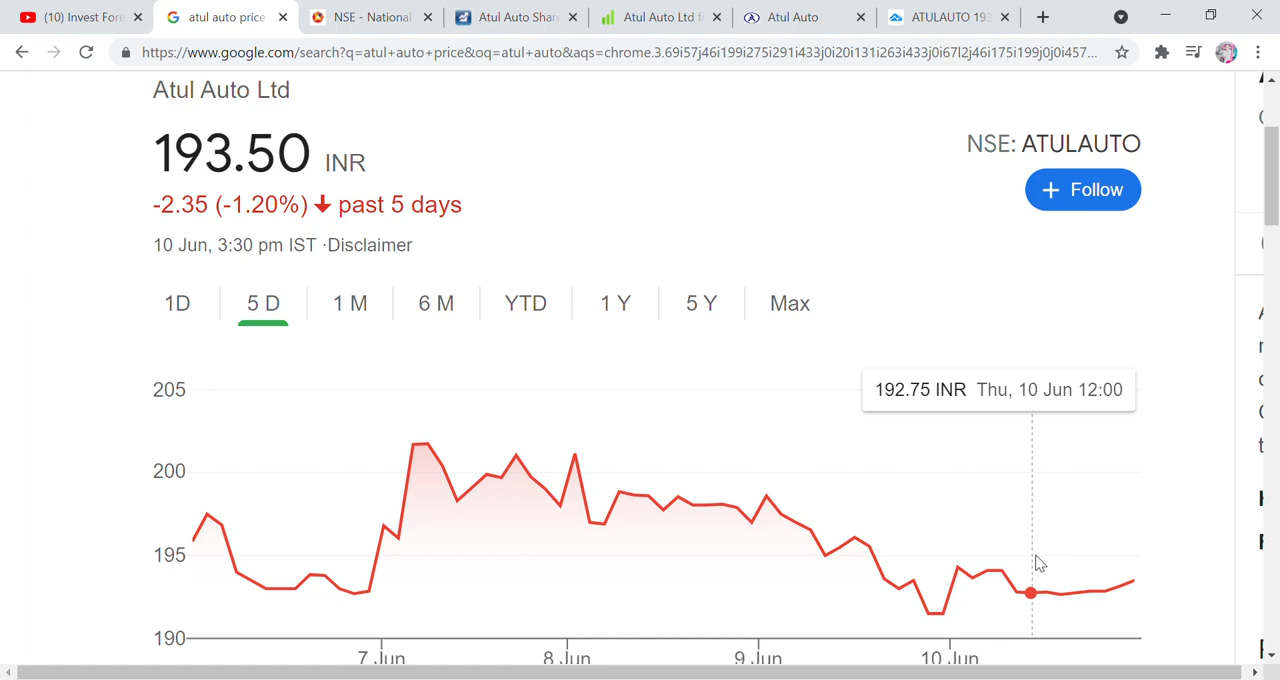 (10) Invest Fore
atul auto price
NSE - National
Atul Auto Shar
Atul Auto Ltd fi
Atul Auto
ATULAUTO 193
https://www.google.com/search?q=atul+auto+price&oq=atul+auto&aqs=chrome.3.69i57j46i199i275i291i433j0i20i131i263i433j0i67l2j46i175i199j0j0i457...
Atul Auto Ltd
193.50 INR
NSE: ATULAUTO
+ Follow
-2.35 (-1.20%) ↓ past 5 days
10 Jun, 3:30 pm IST ·Disclaimer
1D 5 D 1 M 6 M YTD 1 Y 5 Y Max
205
192.75 INR Thu, 10 Jun 12:00
200
195
190
7 Jun 8 Jun 9 Jun 10 Jun